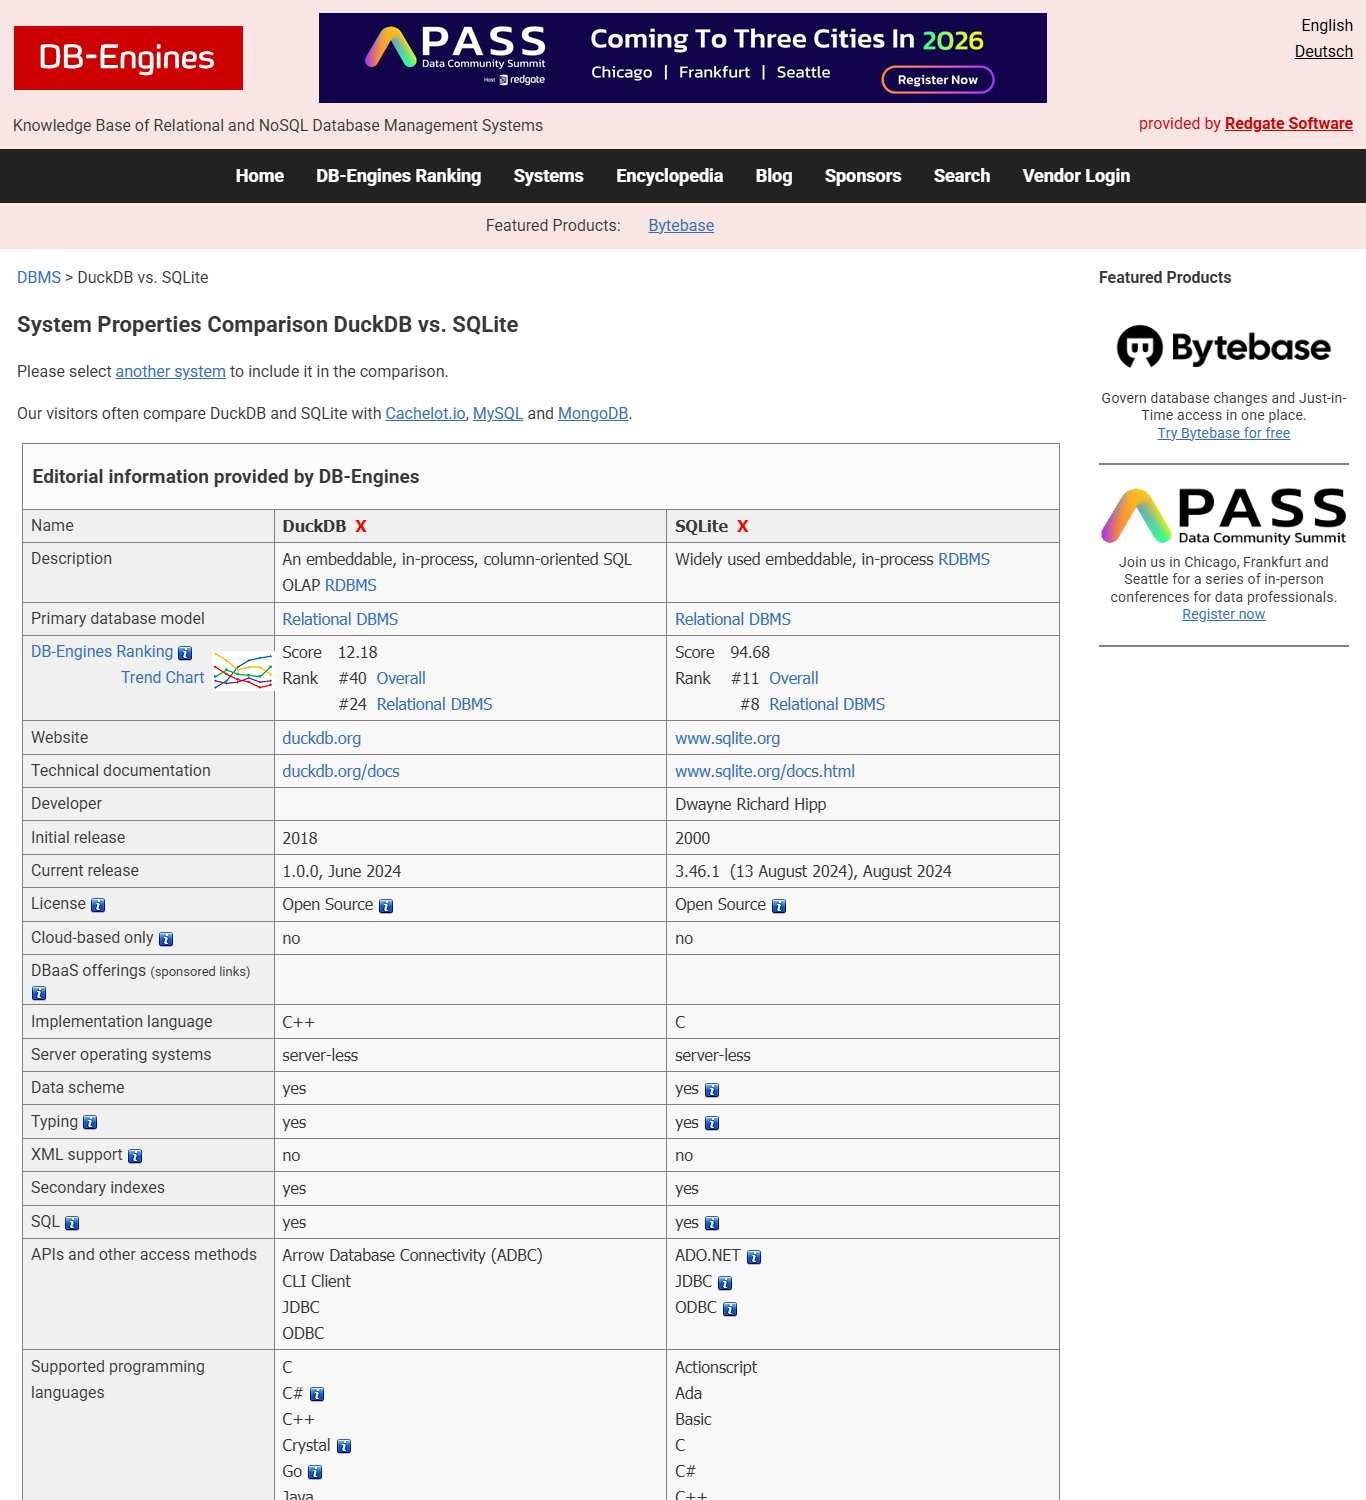 DB-Engines
PASS
Data Community Summit
Host redgate
Coming To Three Cities In 2026
Chicago | Frankfurt | Seattle
Register Now
English
Deutsch
Knowledge Base of Relational and NoSQL Database Management Systems
provided by Redgate Software
Home DB-Engines Ranking Systems Encyclopedia Blog Sponsors Search Vendor Login
Featured Products: Bytebase
DBMS > DuckDB vs. SQLite
System Properties Comparison DuckDB vs. SQLite
Please select another system to include it in the comparison.
Our visitors often compare DuckDB and SQLite with Cachelot.io, MySQL and MongoDB.
Editorial information provided by DB-Engines
Name DuckDB X SQLite X
Description An embeddable, in-process, column-oriented SQL Widely used embeddable, in-process RDBMS
OLAP RDBMS
Primary database model Relational DBMS Relational DBMS
DB-Engines Ranking Score 12.18 Score 94.68
Trend Chart Rank #40 Overall Rank #11 Overall
#24 Relational DBMS #8 Relational DBMS
Website duckdb.org www.sqlite.org
Technical documentation duckdb.org/docs www.sqlite.org/docs.html
Developer Dwayne Richard Hipp
Initial release 2018 2000
Current release 1.0.0, June 2024 3.46.1 (13 August 2024), August 2024
License Open Source Open Source
Cloud-based only no no
DBaaS offerings (sponsored links)
Implementation language C++ C
Server operating systems server-less server-less
Data scheme yes yes
Typing yes yes
XML support no no
Secondary indexes yes yes
SQL yes yes
APIs and other access methods Arrow Database Connectivity (ADBC) ADO.NET
CLI Client JDBC
JDBC ODBC
ODBC
Supported programming C Actionscript
languages C# Ada
C++ Basic
Crystal C
Go C#
Java C++
Featured Products
Bytebase
Govern database changes and Just-in-
Time access in one place.
Try Bytebase for free
PASS
Data Community Summit
Join us in Chicago, Frankfurt and
Seattle for a series of in-person
conferences for data professionals.
Register now